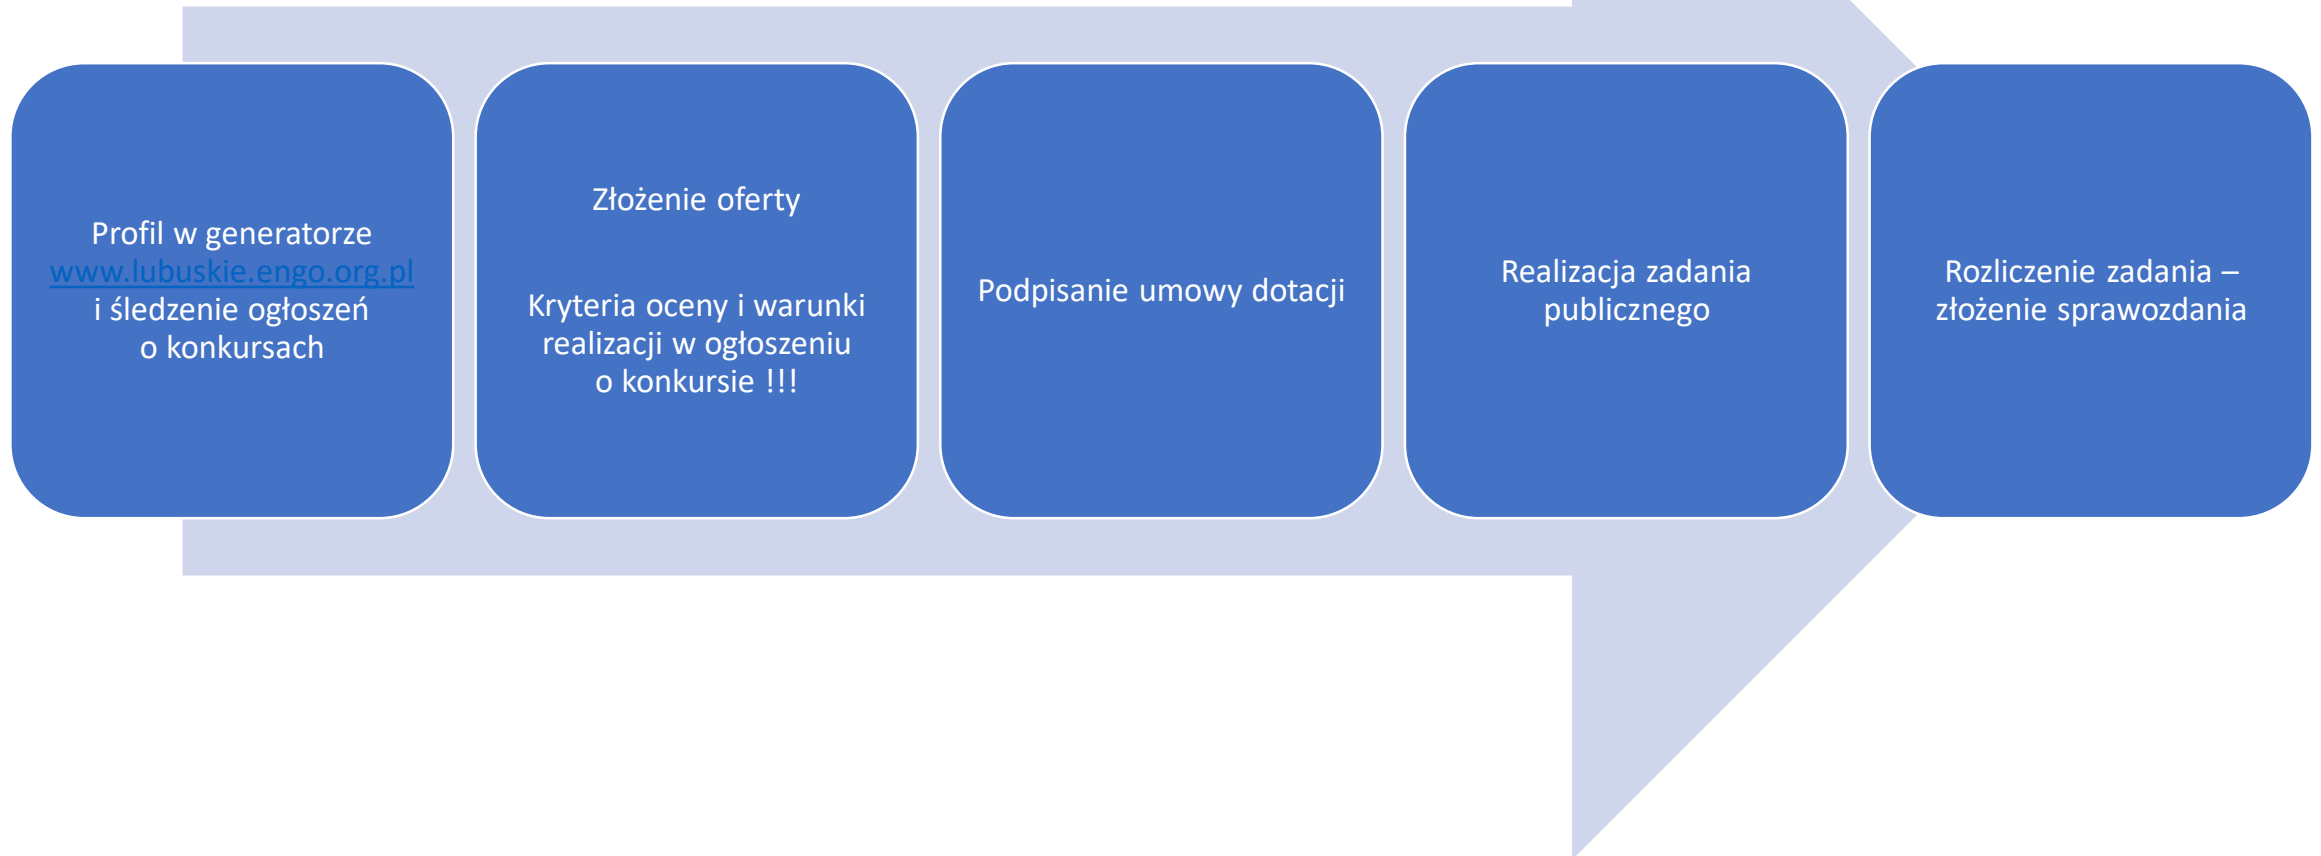 Profil w generatorze
www.lubuskie.engo.org.pl
i śledzenie ogłoszeń
o konkursach
Złożenie oferty
Kryteria oceny i warunki
realizacji w ogłoszeniu
o konkursie !!!
Podpisanie umowy dotacji
Realizacja zadania
publicznego
Rozliczenie zadania –
złożenie sprawozdania